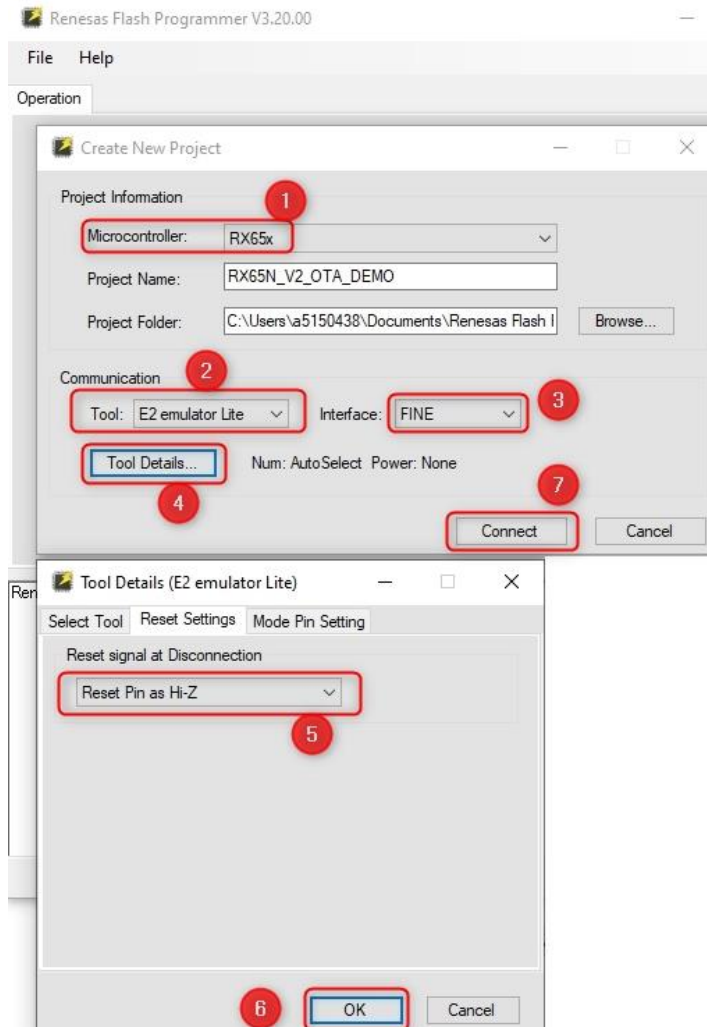 Renesas Flash Programmer V3.20.00
File Help
Operation
Create New Project
Project Information
1
Microcontroller: RX65x
Project Name: RX65N_V2_OTA_DEMO
Project Folder: C:\Users\a5150438\Documents\Renesas Flash Browse...
Communication
2
Tool: E2 emulator Lite Interface: FINE
3
Tool Details... Num: AutoSelect Power: None
4
7
Connect Cancel
Ren
Tool Details (E2 emulator Lite)
Select Tool Reset Settings Mode Pin Setting
Reset signal at Disconnection
Reset Pin as Hi-Z
5
6
OK Cancel